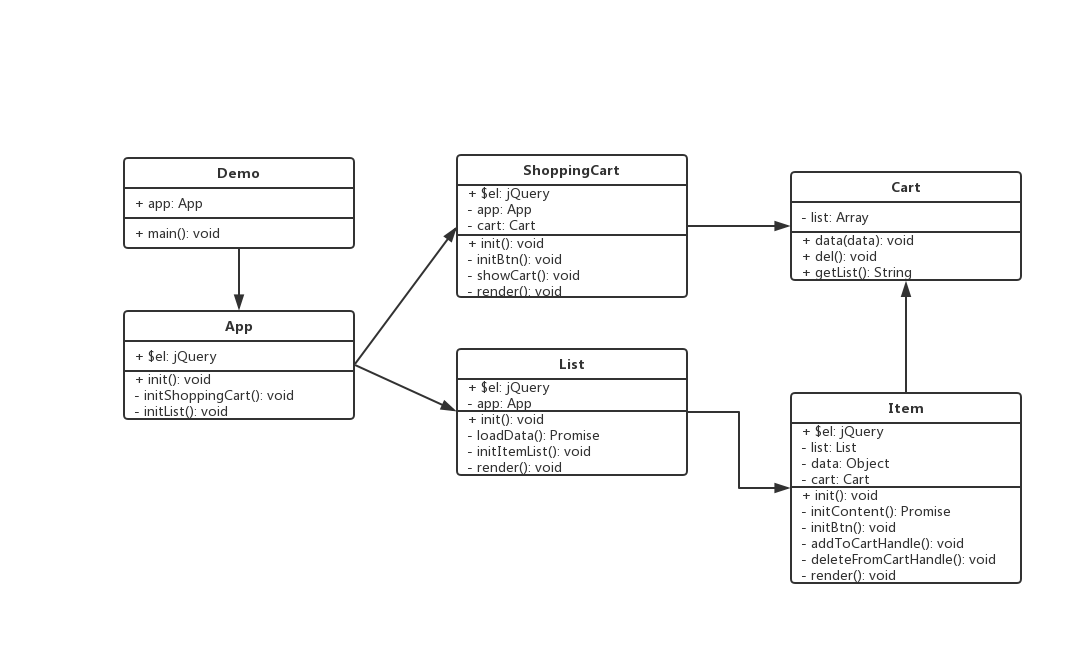 Demo
+ app: App
+ main(): void
App
+ $el: jQuery
+ init(): void
- initShoppingCart(): void
- initList(): void
ShoppingCart
+ $el: jQuery
- app: App
- cart: Cart
+ init(): void
- initBtn(): void
- showCart(): void
- render(): void
List
+ $el: jQuery
- app: App
+ init(): void
- loadData(): Promise
- initItemList(): void
- render(): void
Cart
- list: Array
+ data(data): void
+ del(): void
+ getList(): String
Item
+ $el: jQuery
- list: List
- data: Object
- cart: Cart
+ init(): void
- initContent(): Promise
- initBtn(): void
- addToCartHandle(): void
- deleteFromCartHandle(): void
- render(): void